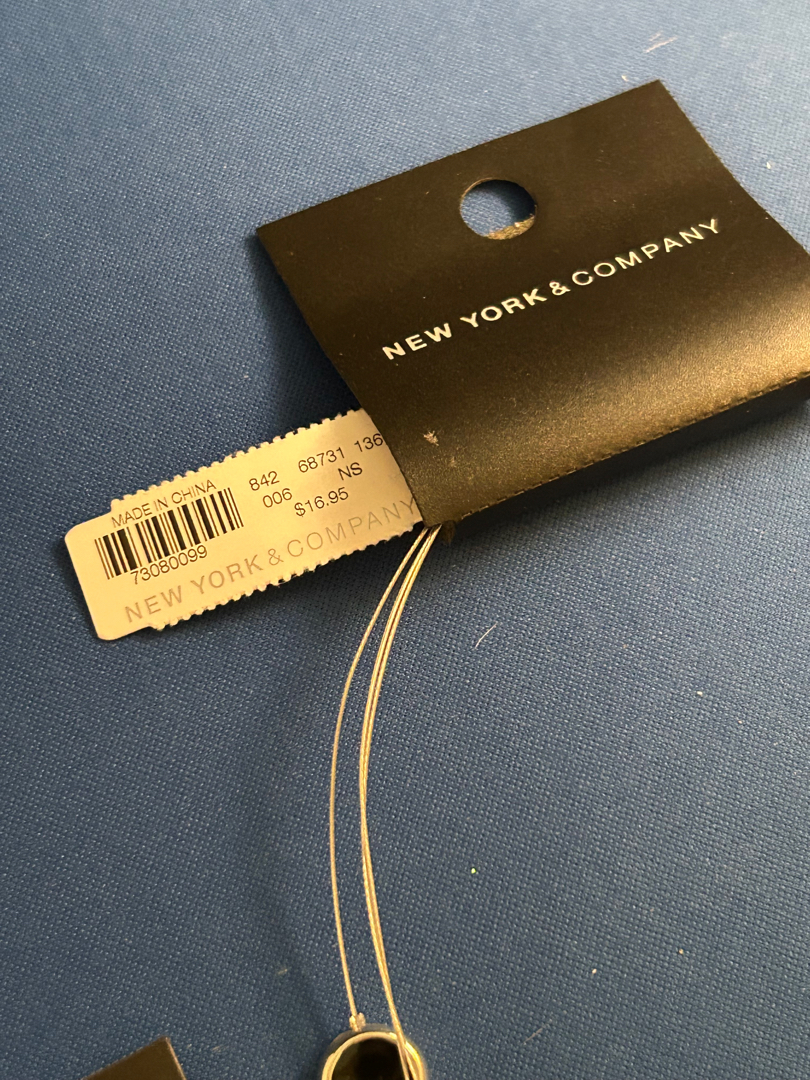 NEW YORK & COMPANY
MADE IN CHINA
73080099
842 68731 136
006 NS
$16.95
NEW YORK & COMPANY